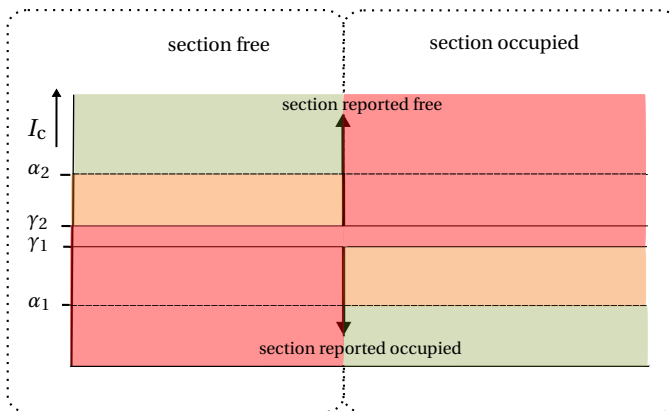 section free
section occupied
section reported free
I_c
α₂
γ₂
γ₁
α₁
section reported occupied